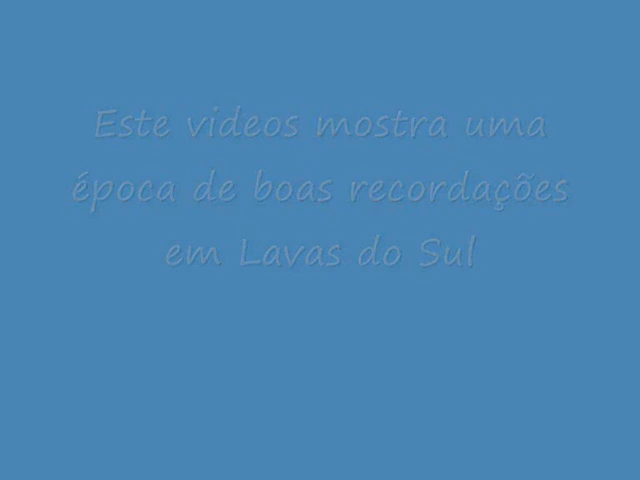 Este videos mostra uma
época de boas recordações
em Lavas do Sul